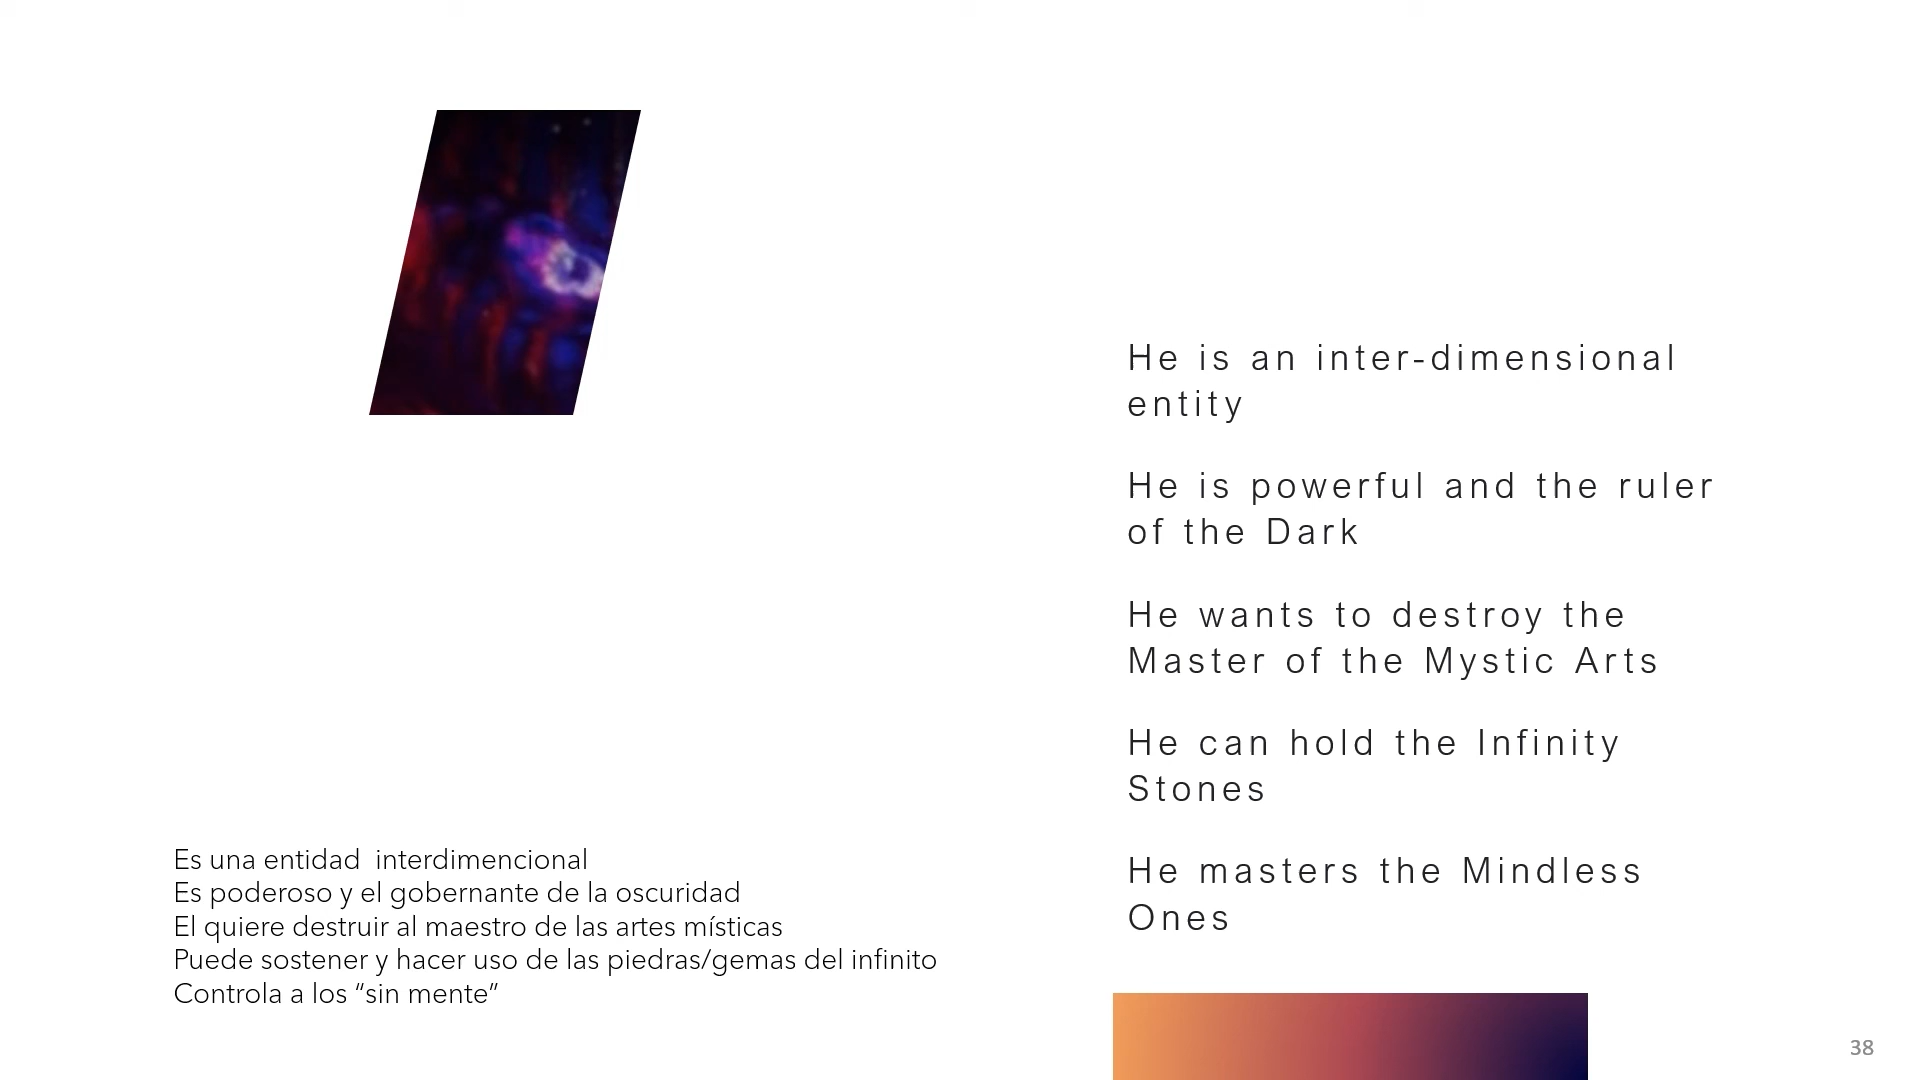 He is an inter-dimensional
entity
He is powerful and the ruler
of the Dark
He wants to destroy the
Master of the Mystic Arts
He can hold the Infinity
Stones
He masters the Mindless
Ones
Es una entidad  interdimencional
Es poderoso y el gobernante de la oscuridad
El quiere destruir al maestro de las artes místicas
Puede sostener y hacer uso de las piedras/gemas del infinito
Controla a los “sin mente”
38